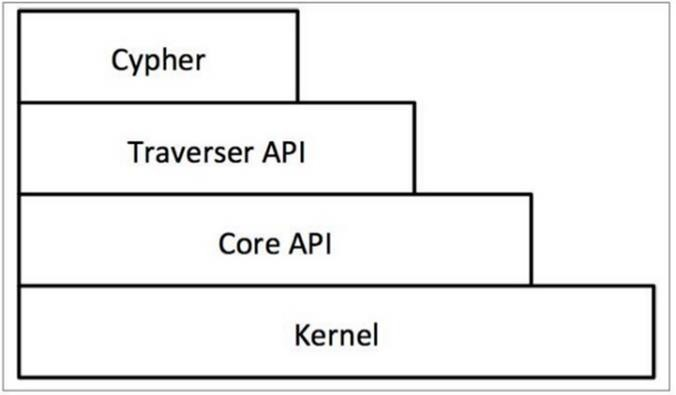 Cypher
Traverser API
Core API
Kernel